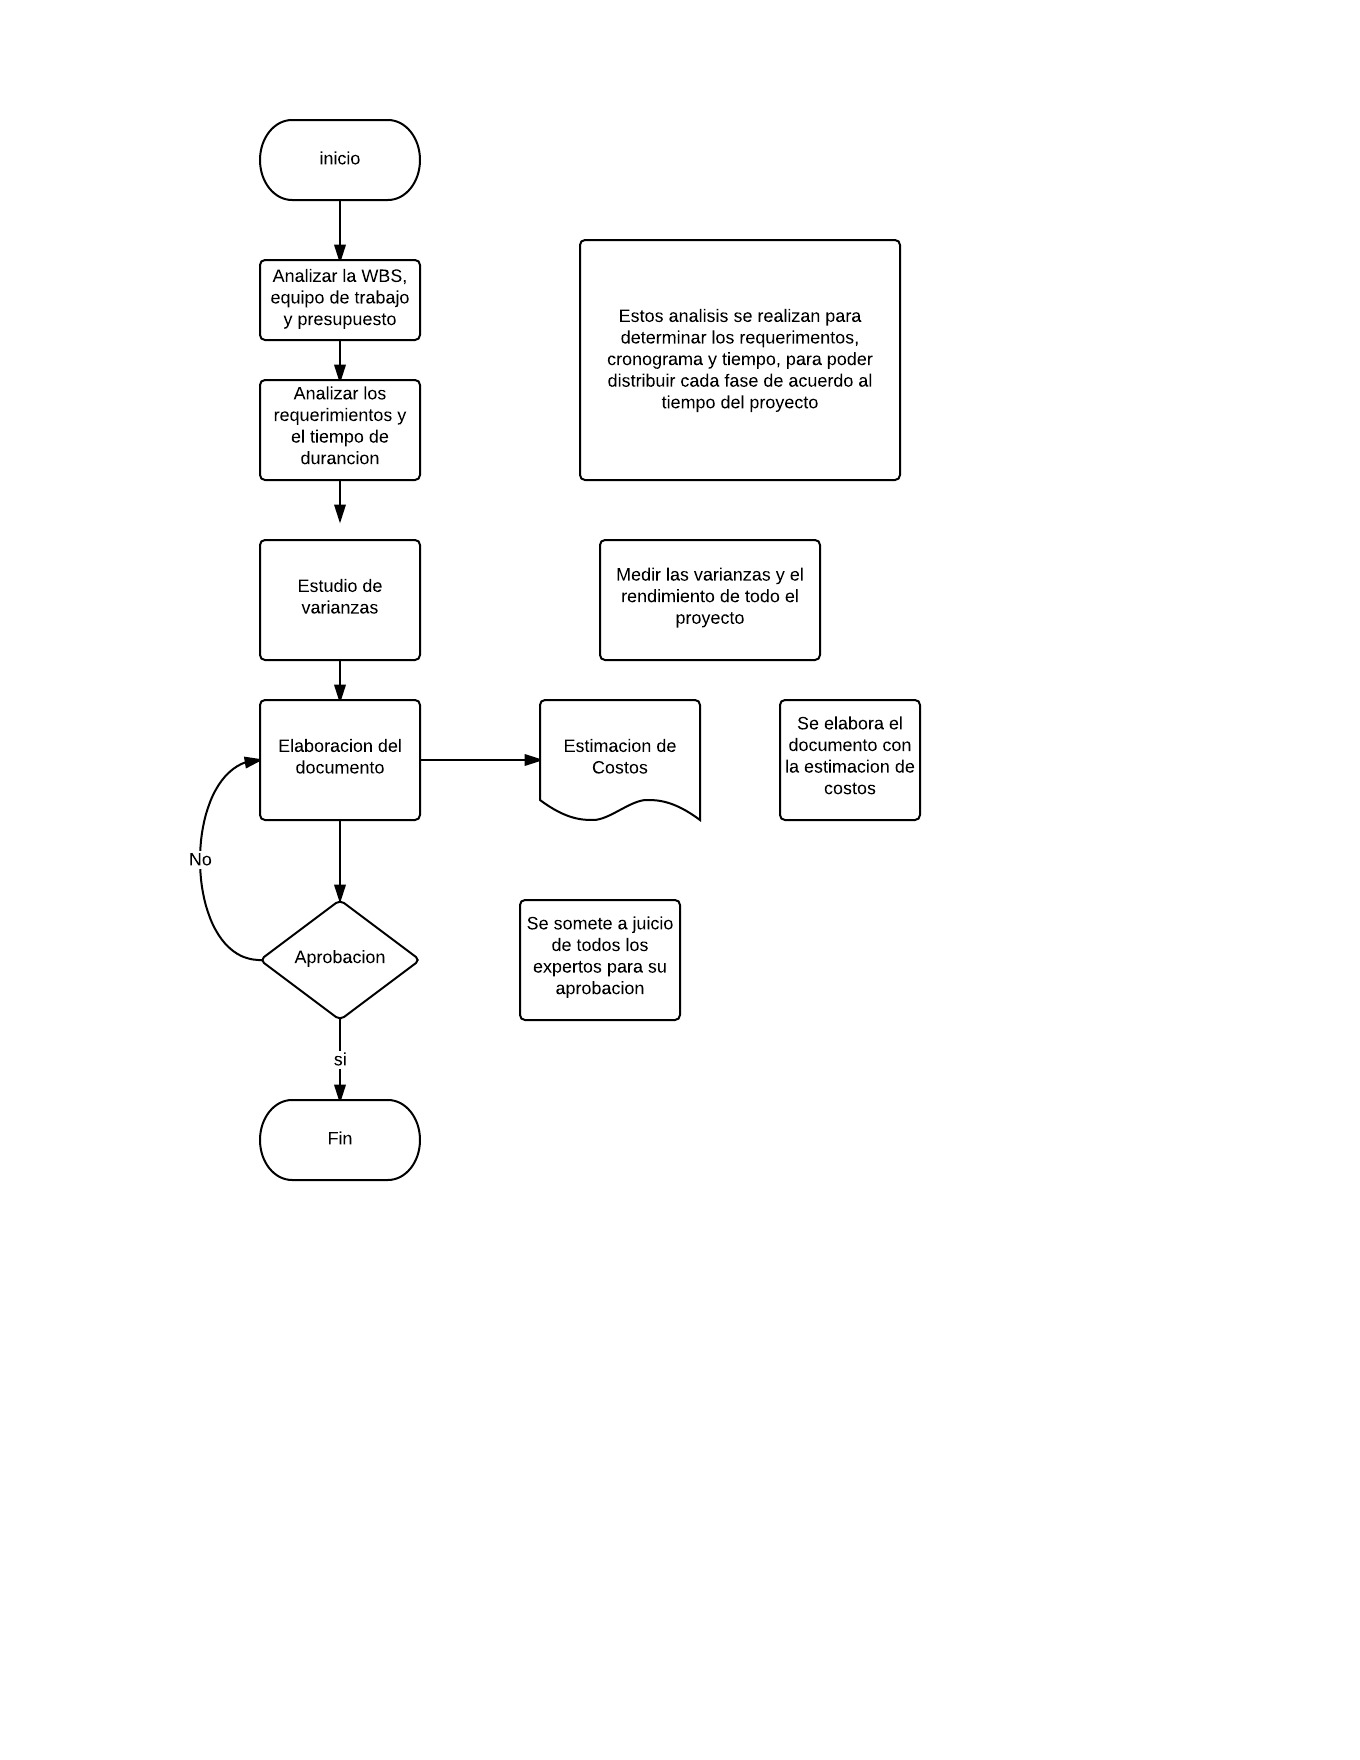 inicio
Analizar la WBS,
equipo de trabajo
y presupuesto
Estos analisis se realizan para
determinar los requerimentos,
cronograma y tiempo, para poder
distribuir cada fase de acuerdo al
tiempo del proyecto
Analizar los
requerimientos y
el tiempo de
durancion
Estudio de
varianzas
Medir las varianzas y el
rendimiento de todo el
proyecto
Elaboracion del
documento
Estimacion de
Costos
Se elabora el
documento con
la estimacion de
costos
No
Aprobacion
Se somete a juicio
de todos los
expertos para su
aprobacion
si
Fin